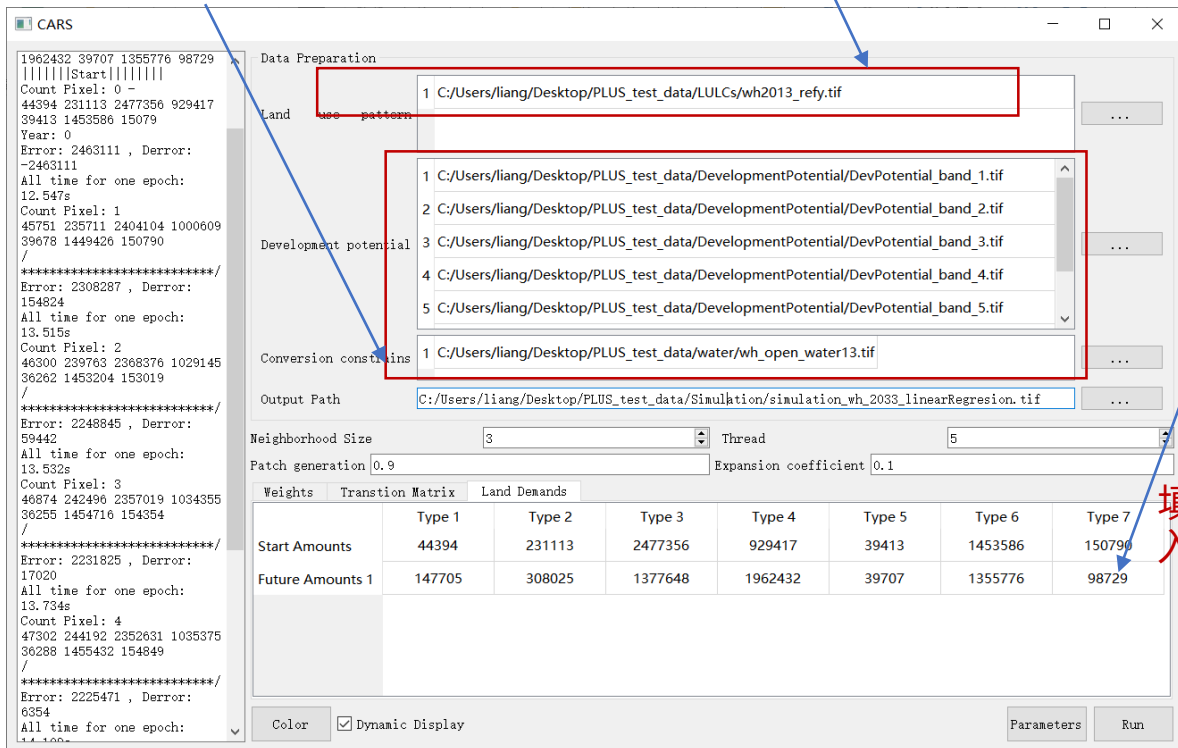 CARS
1962432 39707 1355776 98729
||||||||Start||||||||
Count Pixel: 0 -
44394 231113 2477356 929417
39413 1453586 15079
Year: 0
Error: 2463111 , Derror:
-2463111
All time for one epoch:
12.547s
Count Pixel: 1
45751 235711 2404104 1000609
39678 1449426 150790
/
***************************/
Error: 2308287 , Derror:
154824
All time for one epoch:
13.515s
Count Pixel: 2
46300 239763 2368376 1029145
36262 1453204 153019
/
***************************/
Error: 2248845 , Derror:
59442
All time for one epoch:
13.532s
Count Pixel: 3
46874 242496 2357019 1034355
36255 1454716 154354
/
***************************/
Error: 2231825 , Derror:
17020
All time for one epoch:
13.734s
Count Pixel: 4
47302 244192 2352631 1035375
36288 1455432 154849
/
***************************/
Error: 2225471 , Derror:
6354
All time for one epoch:
Data Preparation
Land use pattern
1 C:/Users/liang/Desktop/PLUS_test_data/LULCs/wh2013_refy.tif
...
Development potential
1 C:/Users/liang/Desktop/PLUS_test_data/DevelopmentPotential/DevPotential_band_1.tif
2 C:/Users/liang/Desktop/PLUS_test_data/DevelopmentPotential/DevPotential_band_2.tif
3 C:/Users/liang/Desktop/PLUS_test_data/DevelopmentPotential/DevPotential_band_3.tif
4 C:/Users/liang/Desktop/PLUS_test_data/DevelopmentPotential/DevPotential_band_4.tif
5 C:/Users/liang/Desktop/PLUS_test_data/DevelopmentPotential/DevPotential_band_5.tif
...
Conversion constrains
1 C:/Users/liang/Desktop/PLUS_test_data/water/wh_open_water13.tif
...
Output Path C:/Users/liang/Desktop/PLUS_test_data/Simulation/simulation_wh_2033_linearRegresion.tif ...
Neighborhood Size 3 Thread 5
Patch generation 0.9 Expansion coefficient 0.1
Weights Transtion Matrix Land Demands
Type 1 Type 2 Type 3 Type 4 Type 5 Type 6 Type 7
Start Amounts 44394 231113 2477356 929417 39413 1453586 150790
Future Amounts 1 147705 308025 1377648 1962432 39707 1355776 98729
填
入
Color Dynamic Display Parameters Run